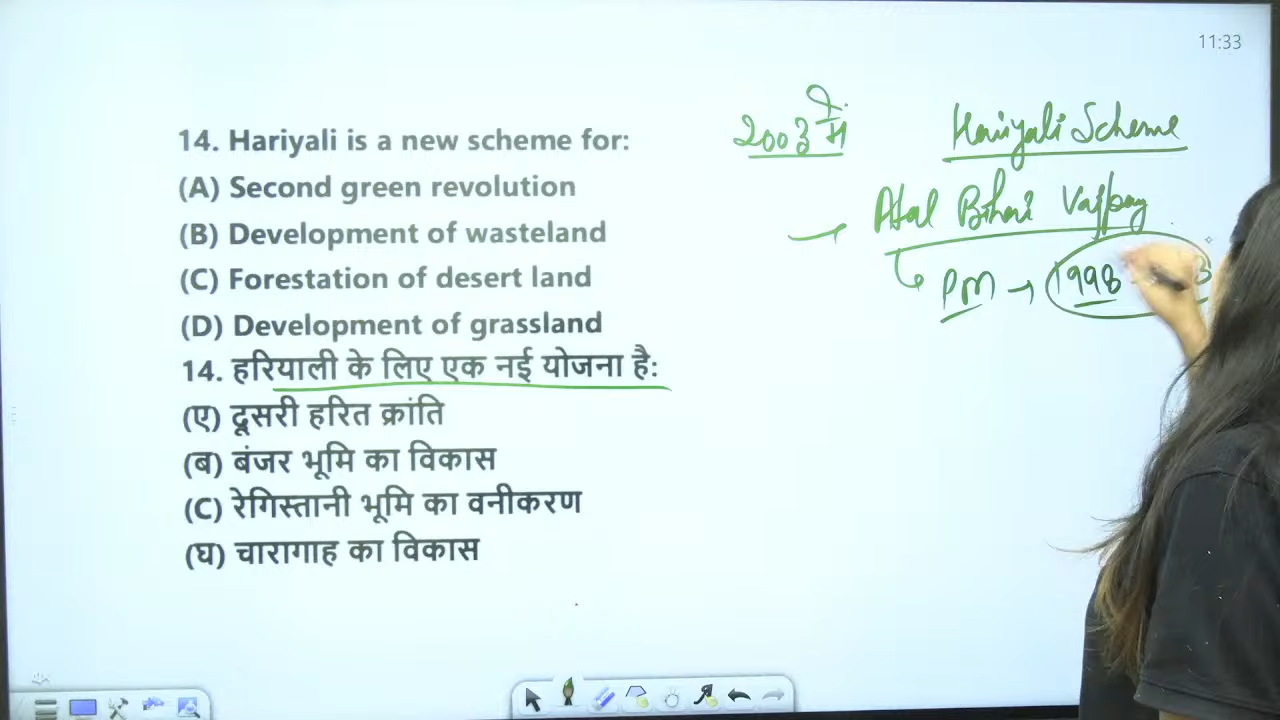 11:33
14. Hariyali is a new scheme for:
(A) Second green revolution
(B) Development of wasteland
(C) Forestation of desert land
(D) Development of grassland
14. हरियाली के लिए एक नई योजना है:
(ए) दूसरी हरित क्रांति
(ब) बंजर भूमि का विकास
(C) रेगिस्तानी भूमि का वनीकरण
(घ) चारागाह का विकास
2003 में
Hariyali Scheme
Atal Bihari Vajpay
PM → 1998